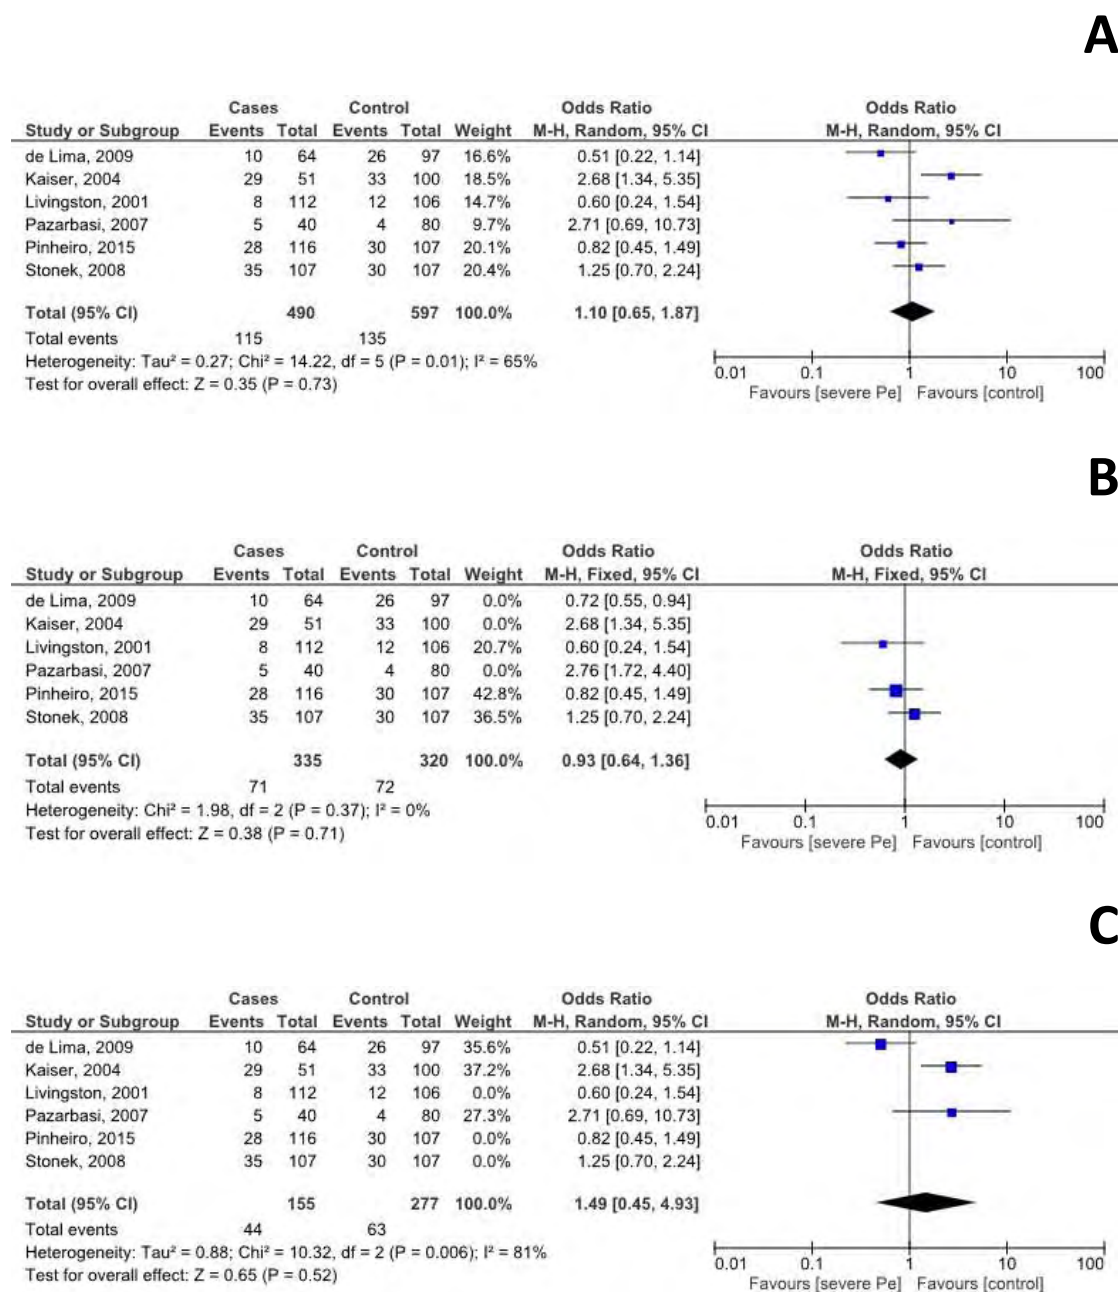 A
Cases Control Odds Ratio Odds Ratio
Study or Subgroup Events Total Events Total Weight M-H, Random, 95% CI M-H, Random, 95% CI
de Lima, 2009 10 64 26 97 16.6% 0.51 [0.22, 1.14]
Kaiser, 2004 29 51 33 100 18.5% 2.68 [1.34, 5.35]
Livingston, 2001 8 112 12 106 14.7% 0.60 [0.24, 1.54]
Pazarbasi, 2007 5 40 4 80 9.7% 2.71 [0.69, 10.73]
Pinheiro, 2015 28 116 30 107 20.1% 0.82 [0.45, 1.49]
Stonek, 2008 35 107 30 107 20.4% 1.25 [0.70, 2.24]
Total (95% CI) 490 597 100.0% 1.10 [0.65, 1.87]
Total events 115 135
Heterogeneity: Tau² = 0.27; Chi² = 14.22, df = 5 (P = 0.01); I² = 65%
Test for overall effect: Z = 0.35 (P = 0.73)
0.01 0.1 1 10 100
Favours [severe Pe] Favours [control]
B
Cases Control Odds Ratio Odds Ratio
Study or Subgroup Events Total Events Total Weight M-H, Fixed, 95% CI M-H, Fixed, 95% CI
de Lima, 2009 10 64 26 97 0.0% 0.72 [0.55, 0.94]
Kaiser, 2004 29 51 33 100 0.0% 2.68 [1.34, 5.35]
Livingston, 2001 8 112 12 106 20.7% 0.60 [0.24, 1.54]
Pazarbasi, 2007 5 40 4 80 0.0% 2.76 [1.72, 4.40]
Pinheiro, 2015 28 116 30 107 42.8% 0.82 [0.45, 1.49]
Stonek, 2008 35 107 30 107 36.5% 1.25 [0.70, 2.24]
Total (95% CI) 335 320 100.0% 0.93 [0.64, 1.36]
Total events 71 72
Heterogeneity: Chi² = 1.98, df = 2 (P = 0.37); I² = 0%
Test for overall effect: Z = 0.38 (P = 0.71)
0.01 0.1 1 10 100
Favours [severe Pe] Favours [control]
C
Cases Control Odds Ratio Odds Ratio
Study or Subgroup Events Total Events Total Weight M-H, Random, 95% CI M-H, Random, 95% CI
de Lima, 2009 10 64 26 97 35.6% 0.51 [0.22, 1.14]
Kaiser, 2004 29 51 33 100 37.2% 2.68 [1.34, 5.35]
Livingston, 2001 8 112 12 106 0.0% 0.60 [0.24, 1.54]
Pazarbasi, 2007 5 40 4 80 27.3% 2.71 [0.69, 10.73]
Pinheiro, 2015 28 116 30 107 0.0% 0.82 [0.45, 1.49]
Stonek, 2008 35 107 30 107 0.0% 1.25 [0.70, 2.24]
Total (95% CI) 155 277 100.0% 1.49 [0.45, 4.93]
Total events 44 63
Heterogeneity: Tau² = 0.88; Chi² = 10.32, df = 2 (P = 0.006); I² = 81%
Test for overall effect: Z = 0.65 (P = 0.52)
0.01 0.1 1 10 100
Favours [severe Pe] Favours [control]